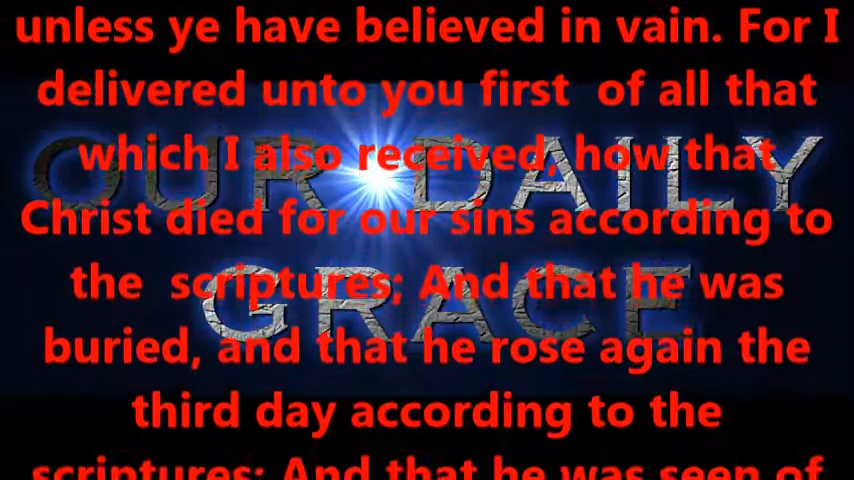 unless ye have believed in vain. For I
delivered unto you first of all that
which I also received, how that
Christ died for our sins according to
the scriptures; And that he was
buried, and that he rose again the
third day according to the
scriptures; And that he was seen of
OUR DAILY
GRACE